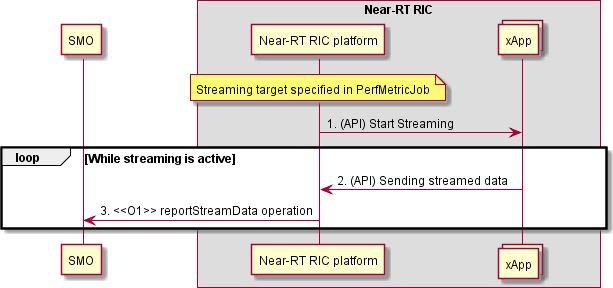 Near-RT RIC
SMO
Near-RT RIC platform
xApp
Streaming target specified in PerfMetricJob
1. (API) Start Streaming
loop
[While streaming is active]
2. (API) Sending streamed data
3. <<O1>> reportStreamData operation
SMO
Near-RT RIC platform
xApp